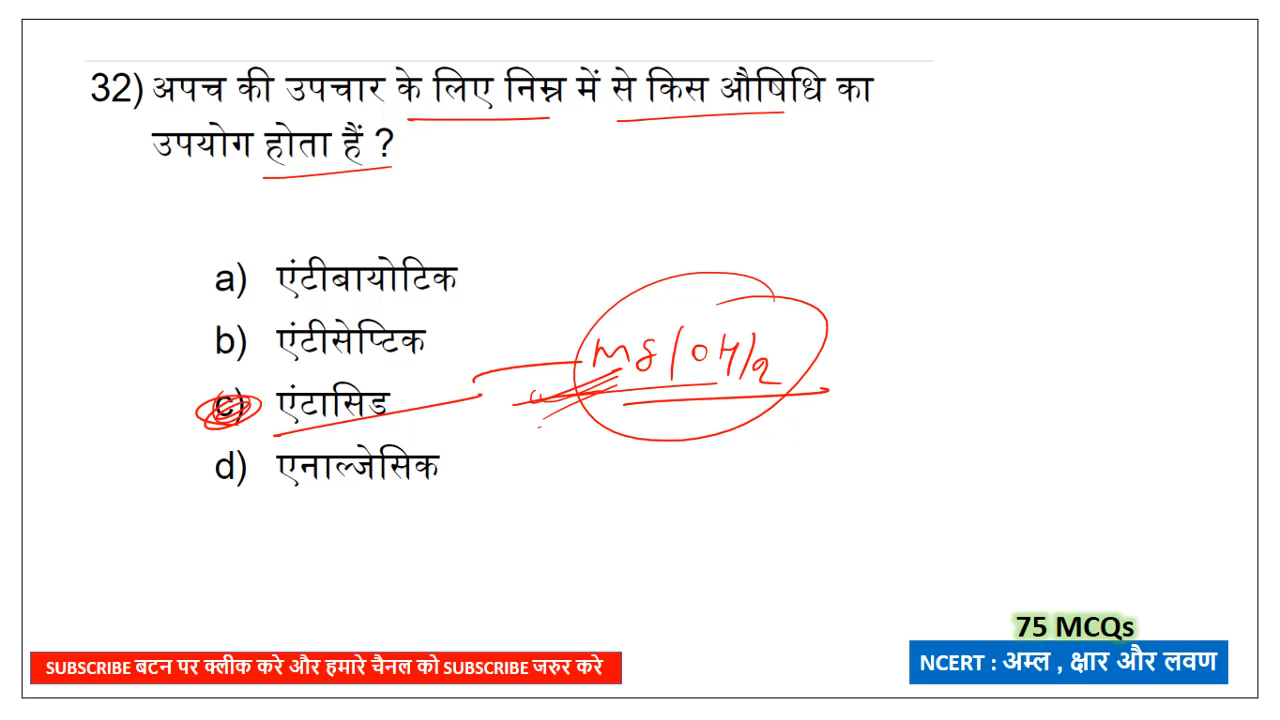 32) अपच की उपचार के लिए निम्न में से किस औषिधि का
उपयोग होता हैं ?
a) एंटीबायोटिक
b) एंटीसेप्टिक
c) एंटासिड
d) एनाल्जेसिक
Mg(OH)2
75 MCQs
SUBSCRIBE बटन पर क्लीक करे और हमारे चैनल को SUBSCRIBE जरुर करे
NCERT : अम्ल , क्षार और लवण